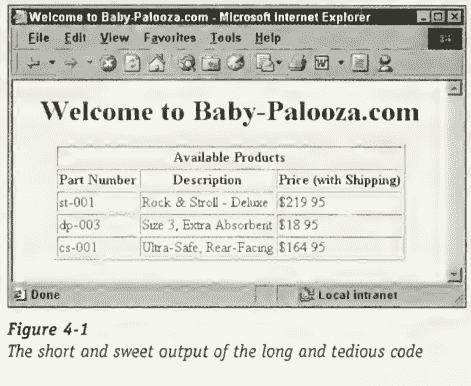 Welcome to Baby-Palooza.com - Microsoft Internet Explorer
File Edit View Favorites Tools Help
Welcome to Baby-Palooza.com
Available Products
Part Number Description Price (with Shipping)
st-001 Rock & Stroll - Deluxe $219 95
dp-003 Size 3, Extra Absorbent $18 95
cs-001 Ultra-Safe, Rear-Facing $164 95
Done Local intranet
Figure 4-1
The short and sweet output of the long and tedious code